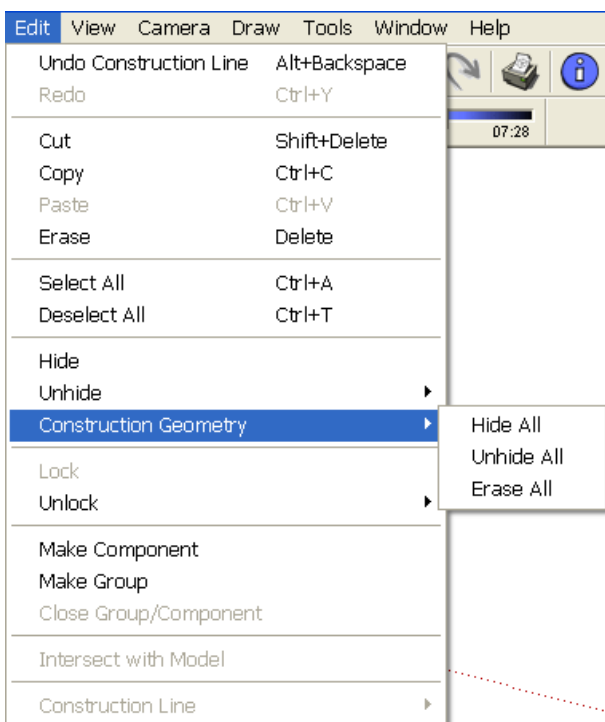 Edit View Camera Draw Tools Window Help
Undo Construction Line Alt+Backspace
Redo Ctrl+Y
07:28
Cut Shift+Delete
Copy Ctrl+C
Paste Ctrl+V
Erase Delete
Select All Ctrl+A
Deselect All Ctrl+T
Hide
Unhide
Construction Geometry
Hide All
Unhide All
Erase All
Lock
Unlock
Make Component
Make Group
Close Group/Component
Intersect with Model
Construction Line